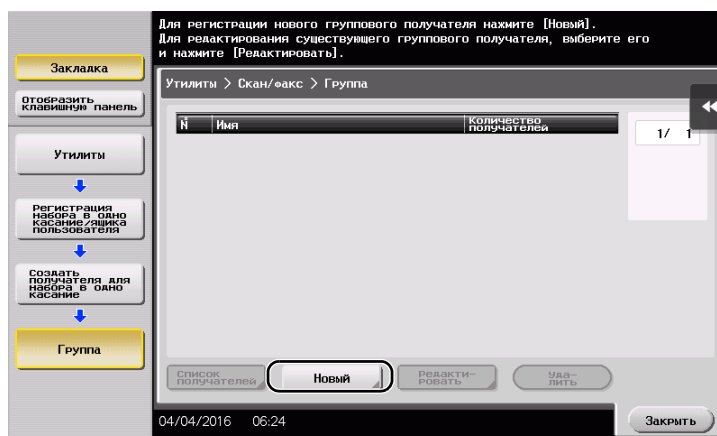 Для регистрации нового группового получателя нажмите [Новый].
Для редактирования существующего группового получателя, выберите его
и нажмите [Редактировать].
Закладка
Отобразить
клавишную панель
Утилиты > Скан/факс > Группа
№ Имя Количество
получателей
1/ 1
Утилиты
Регистрация
набора в одно
касание/ящика
пользователя
Создать
получателя для
набора в одно
касание
Группа
Список
получателей
Новый
Редакти-
ровать
Уда-
лить
04/04/2016 06:24
Закрыть